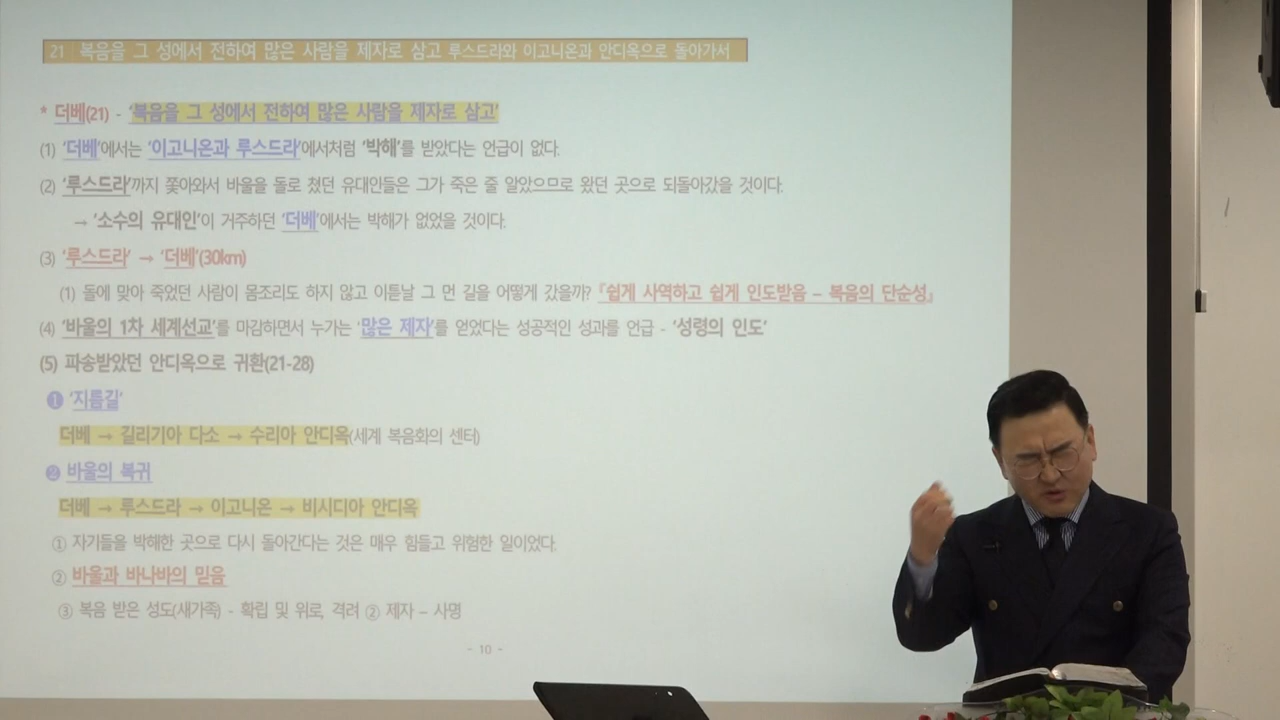 21 복음을 그 성에서 전하여 많은 사람을 제자로 삼고 루스드라와 이고니온과 안디옥으로 돌아가서
* 더베(21) - '복음을 그 성에서 전하여 많은 사람을 제자로 삼고'
(1) '더베'에서는 '이고니온과 루스드라'에서처럼 '박해'를 받았다는 언급이 없다.
(2) '루스드라'까지 쫓아와서 바울을 돌로 쳤던 유대인들은 그가 죽은 줄 알았으므로 왔던 곳으로 되돌아갔을 것이다.
→ '소수의 유대인'이 거주하던 '더베'에서는 박해가 없었을 것이다.
(3) '루스드라' → '더베'(30km)
(1) 돌에 맞아 죽었던 사람이 몸조리도 하지 않고 이튿날 그 먼 길을 어떻게 갔을까? 『쉽게 사역하고 쉽게 인도받음 – 복음의 단순성』
(4) '바울의 1차 세계선교'를 마감하면서 누가는 '많은 제자'를 얻었다는 성공적인 성과를 언급 - '성령의 인도'
(5) 파송받았던 안디옥으로 귀환(21-28)
❶ '지름길'
더베 → 길리기아 다소 → 수리아 안디옥(세계 복음화의 센터)
❷ 바울의 복귀
더베 → 루스드라 → 이고니온 → 비시디아 안디옥
① 자기들을 박해한 곳으로 다시 돌아간다는 것은 매우 힘들고 위험한 일이었다.
② 바울과 바나바의 믿음
③ 복음 받은 성도(새가족) - 확립 및 위로, 격려 ② 제자 – 사명
- 10 -